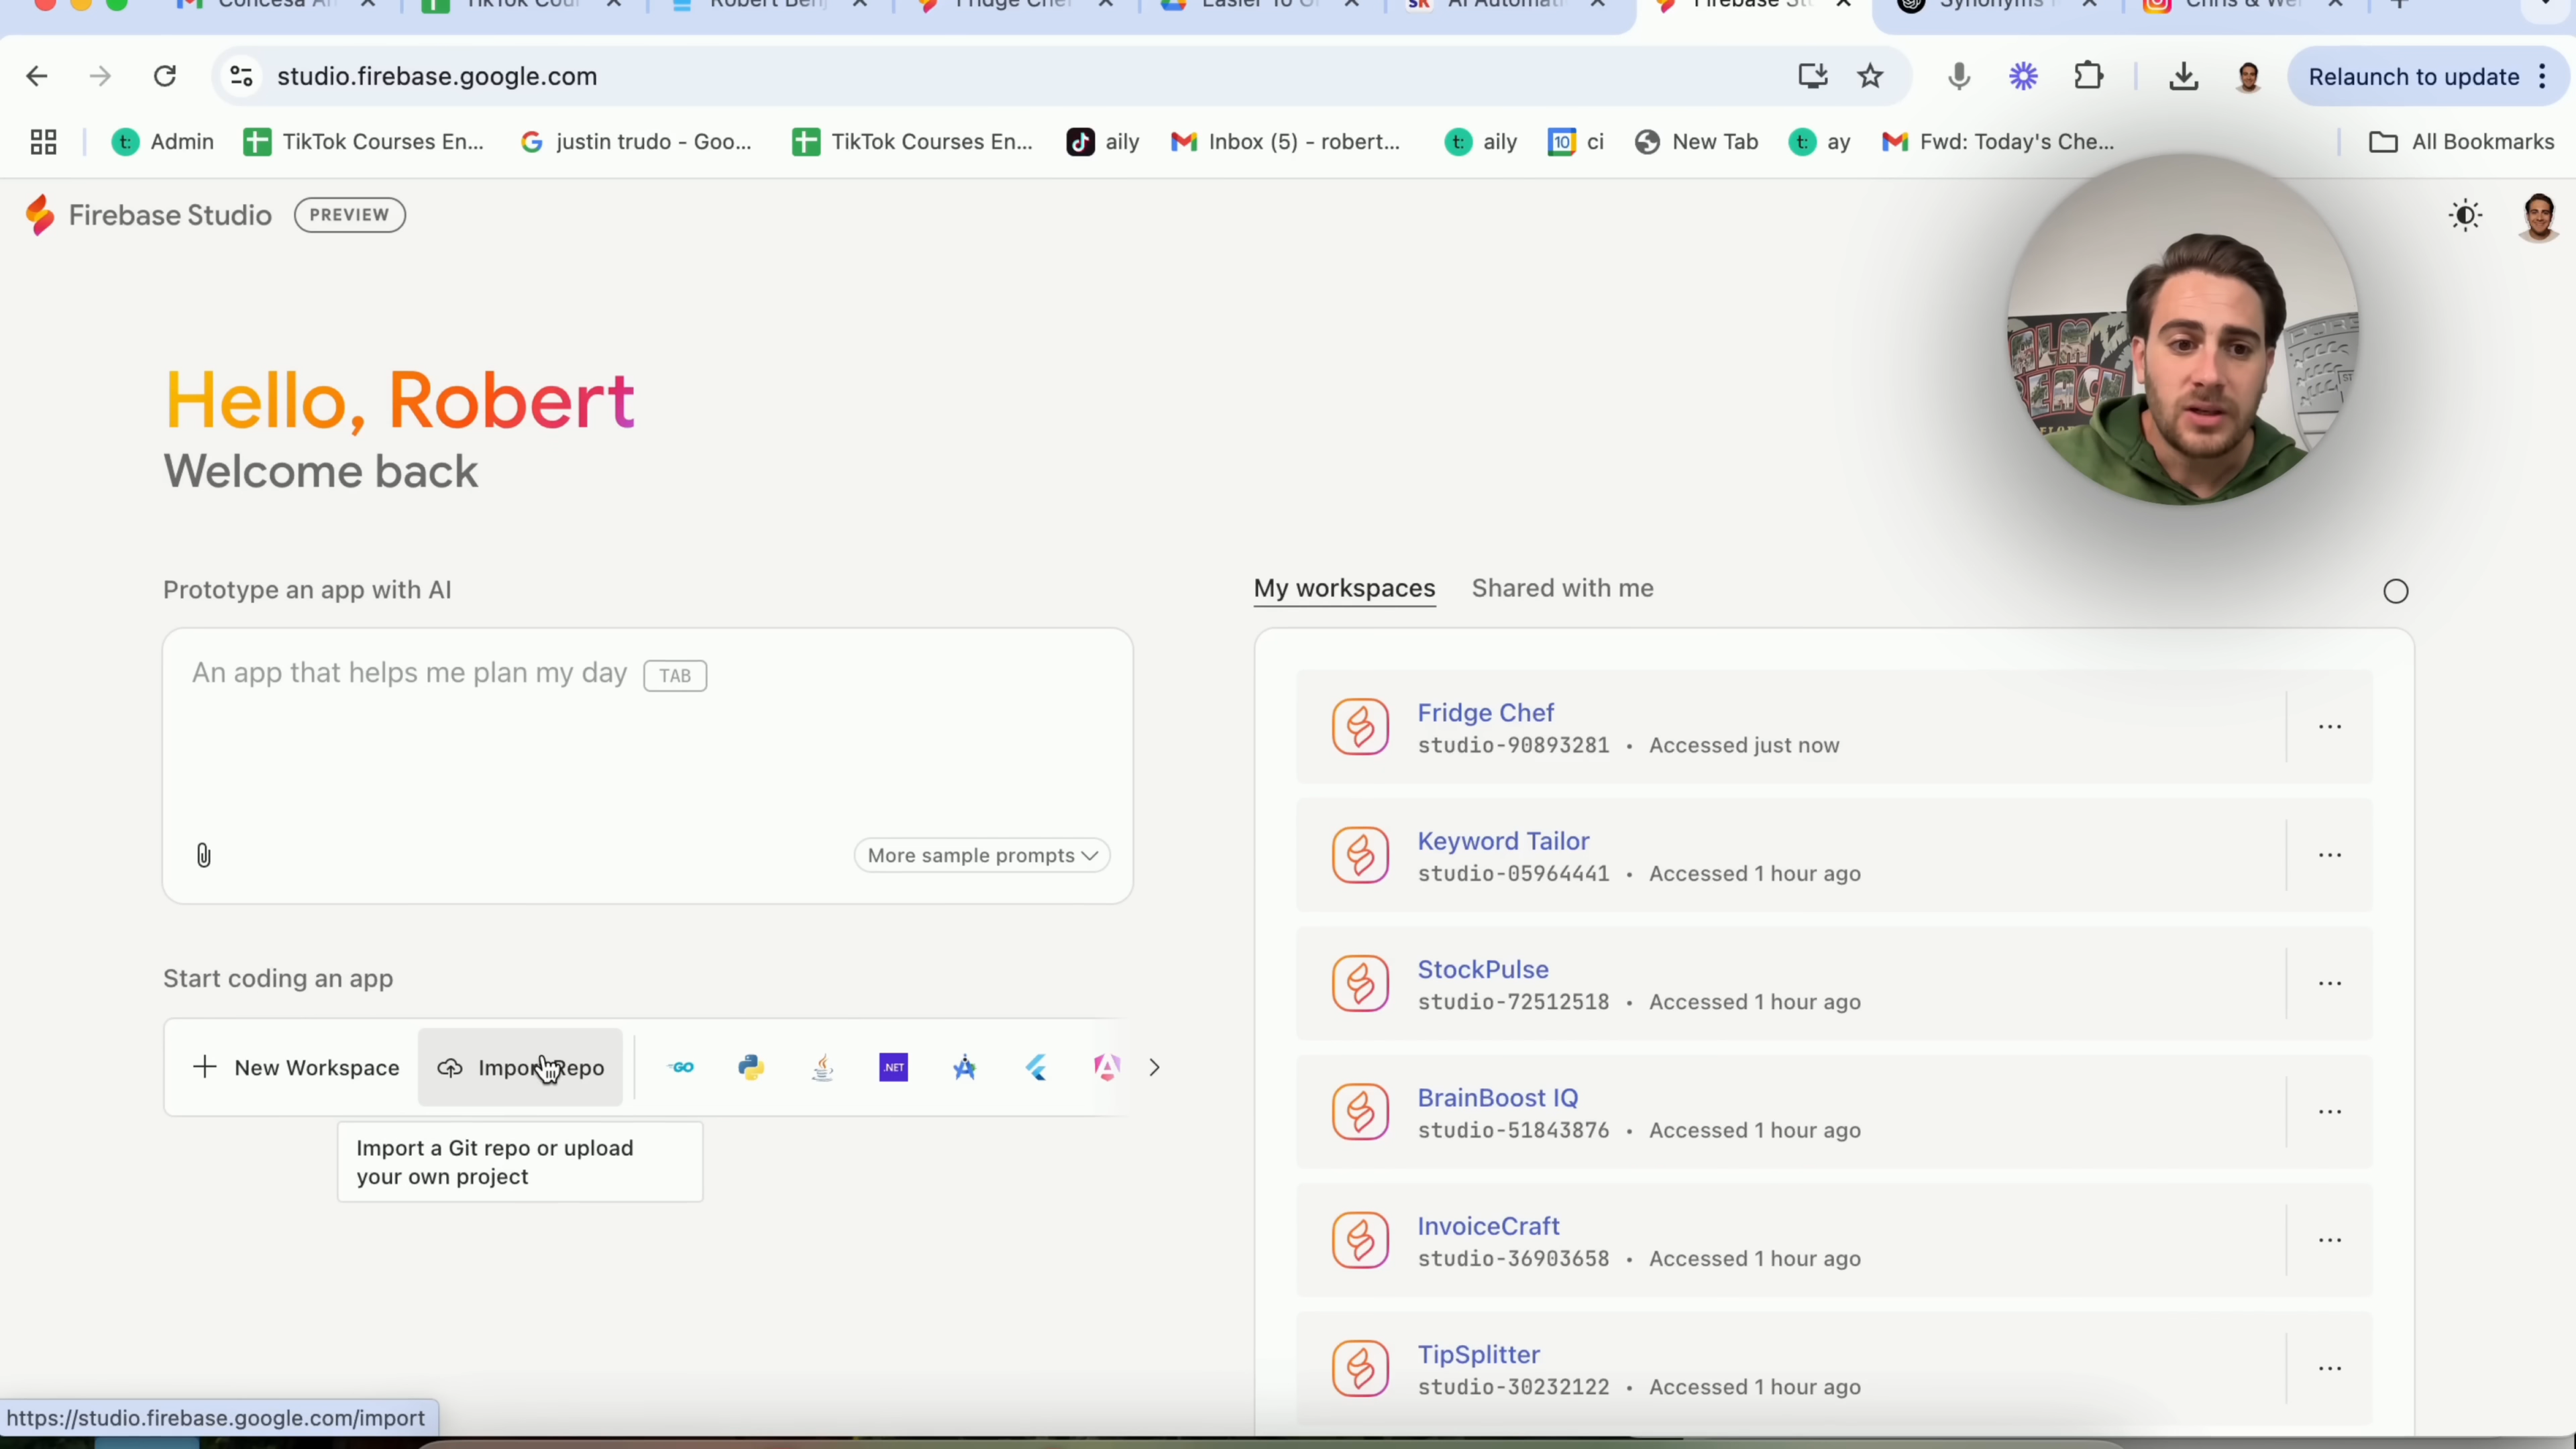 studio.firebase.google.com
Relaunch to update
Admin
TikTok Courses En...
justin trudo - Goo...
TikTok Courses En...
aily
Inbox (5) - robert...
aily
10
ci
New Tab
ay
Fwd: Today's Che...
All Bookmarks
Firebase Studio
PREVIEW
Hello, Robert
Welcome back
Prototype an app with AI
An app that helps me plan my day
TAB
More sample prompts
Start coding an app
New Workspace
GO
.NET
Import a Git repo or upload
your own project
My workspaces
Shared with me
Fridge Chef
studio-90893281 • Accessed just now
Keyword Tailor
studio-05964441 • Accessed 1 hour ago
StockPulse
studio-72512518 • Accessed 1 hour ago
BrainBoost IQ
studio-51843876 • Accessed 1 hour ago
InvoiceCraft
studio-36903658 • Accessed 1 hour ago
TipSplitter
studio-30232122 • Accessed 1 hour ago
https://studio.firebase.google.com/import